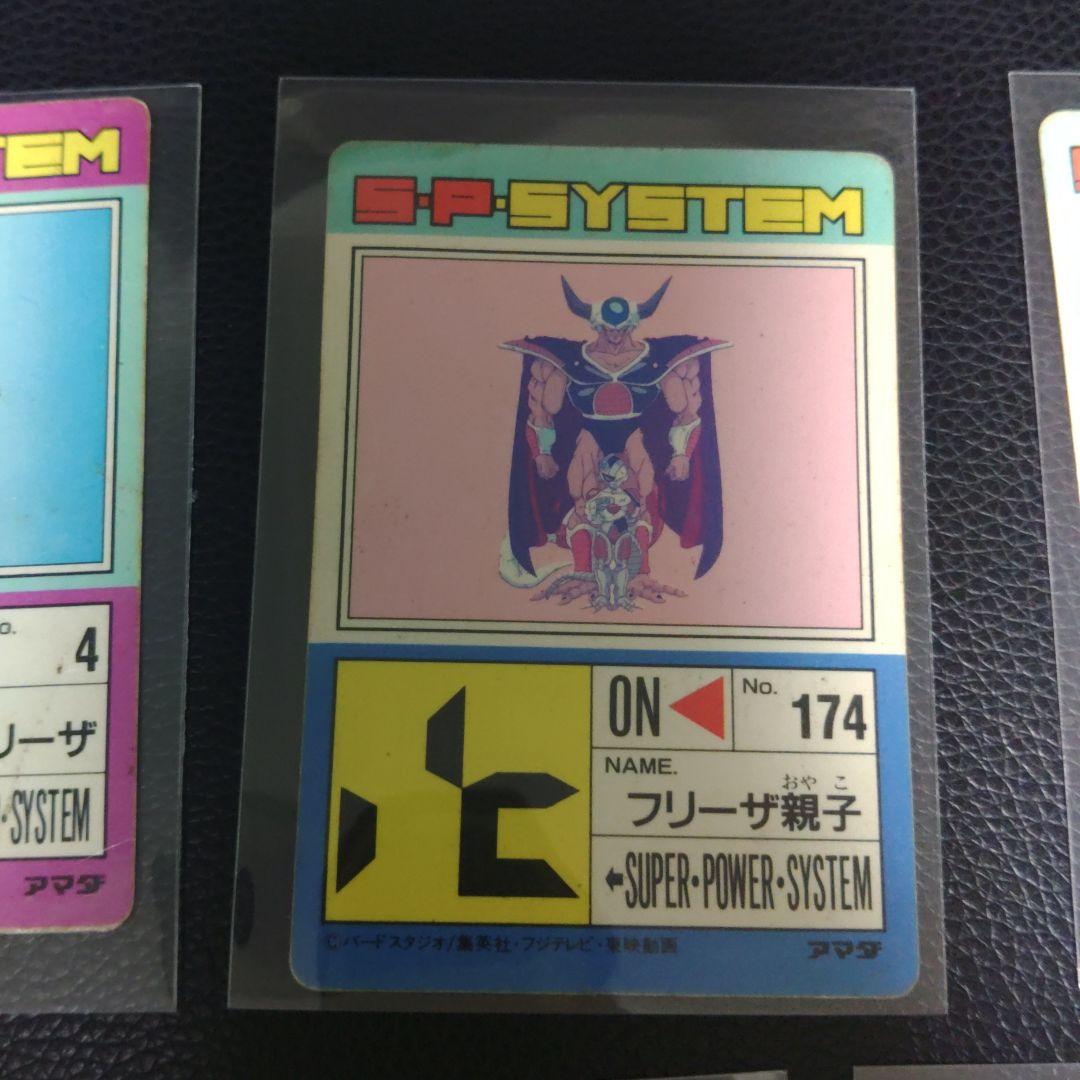 TEM
o.
4
リーザ
・SYSTEM
アマダ
S・P・SYSTEM
ON
No.
174
NAME.
おや こ
フリーザ親子
←SUPER・POWER・SYSTEM
©バードスタジオ/集英社・フジテレビ・東映動画
アマダ